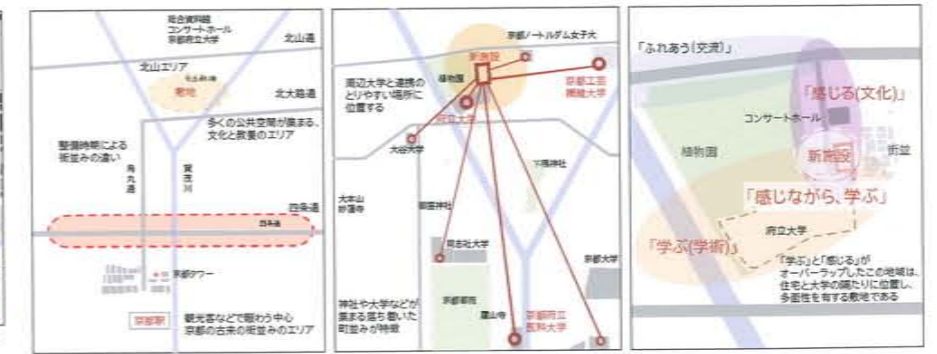 総合資料館
コンサートホール
京都府立大学
北山通
北山エリア
敷地
北大路通
多くの公共空間が集まる、
文化と教養のエリア
整備時期による
街並みの違い
烏丸通
賀茂川
四条通
四条通
京都タワー
京都駅
観光客などで賑わう中心
京都の古来の街並みのエリア
京都ノートルダム女子大
新施設
植物園
京都工芸
繊維大学
周辺大学と連携の
とりやすい場所に
位置する
府立大学
大谷大学
下鴨神社
大本山
妙蓮寺
御霊神社
同志社大学
京都大学
京都御苑
神社や大学などが
集まる落ち着いた
町並みが特徴
廬山寺
京都府立
医科大学
「ふれあう(交流)」
「感じる(文化)」
コンサートホール
植物園
新施設
街並
「感じながら、学ぶ」
府立大学
「学ぶ(学術)」
「学ぶ」と「感じる」が
オーバーラップしたこの地域は、
住宅と大学の隣たりに位置し、
多面性を有する敷地である